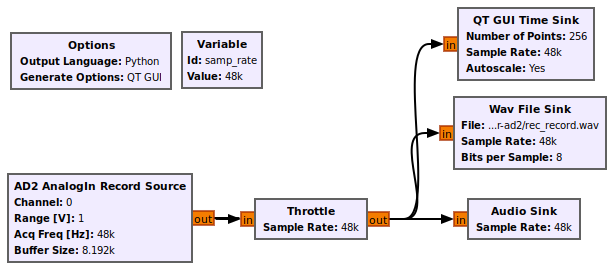 Options
Output Language: Python
Generate Options: QT GUI
Variable
Id: samp_rate
Value: 48k
QT GUI Time Sink
Number of Points: 256
Sample Rate: 48k
Autoscale: Yes
in
Wav File Sink
File: ...r-ad2/rec_record.wav
Sample Rate: 48k
Bits per Sample: 8
in
AD2 AnalogIn Record Source
Channel: 0
Range [V]: 1
Acq Freq [Hz]: 48k
Buffer Size: 8.192k
out
in
Throttle
Sample Rate: 48k
out
in
Audio Sink
Sample Rate: 48k